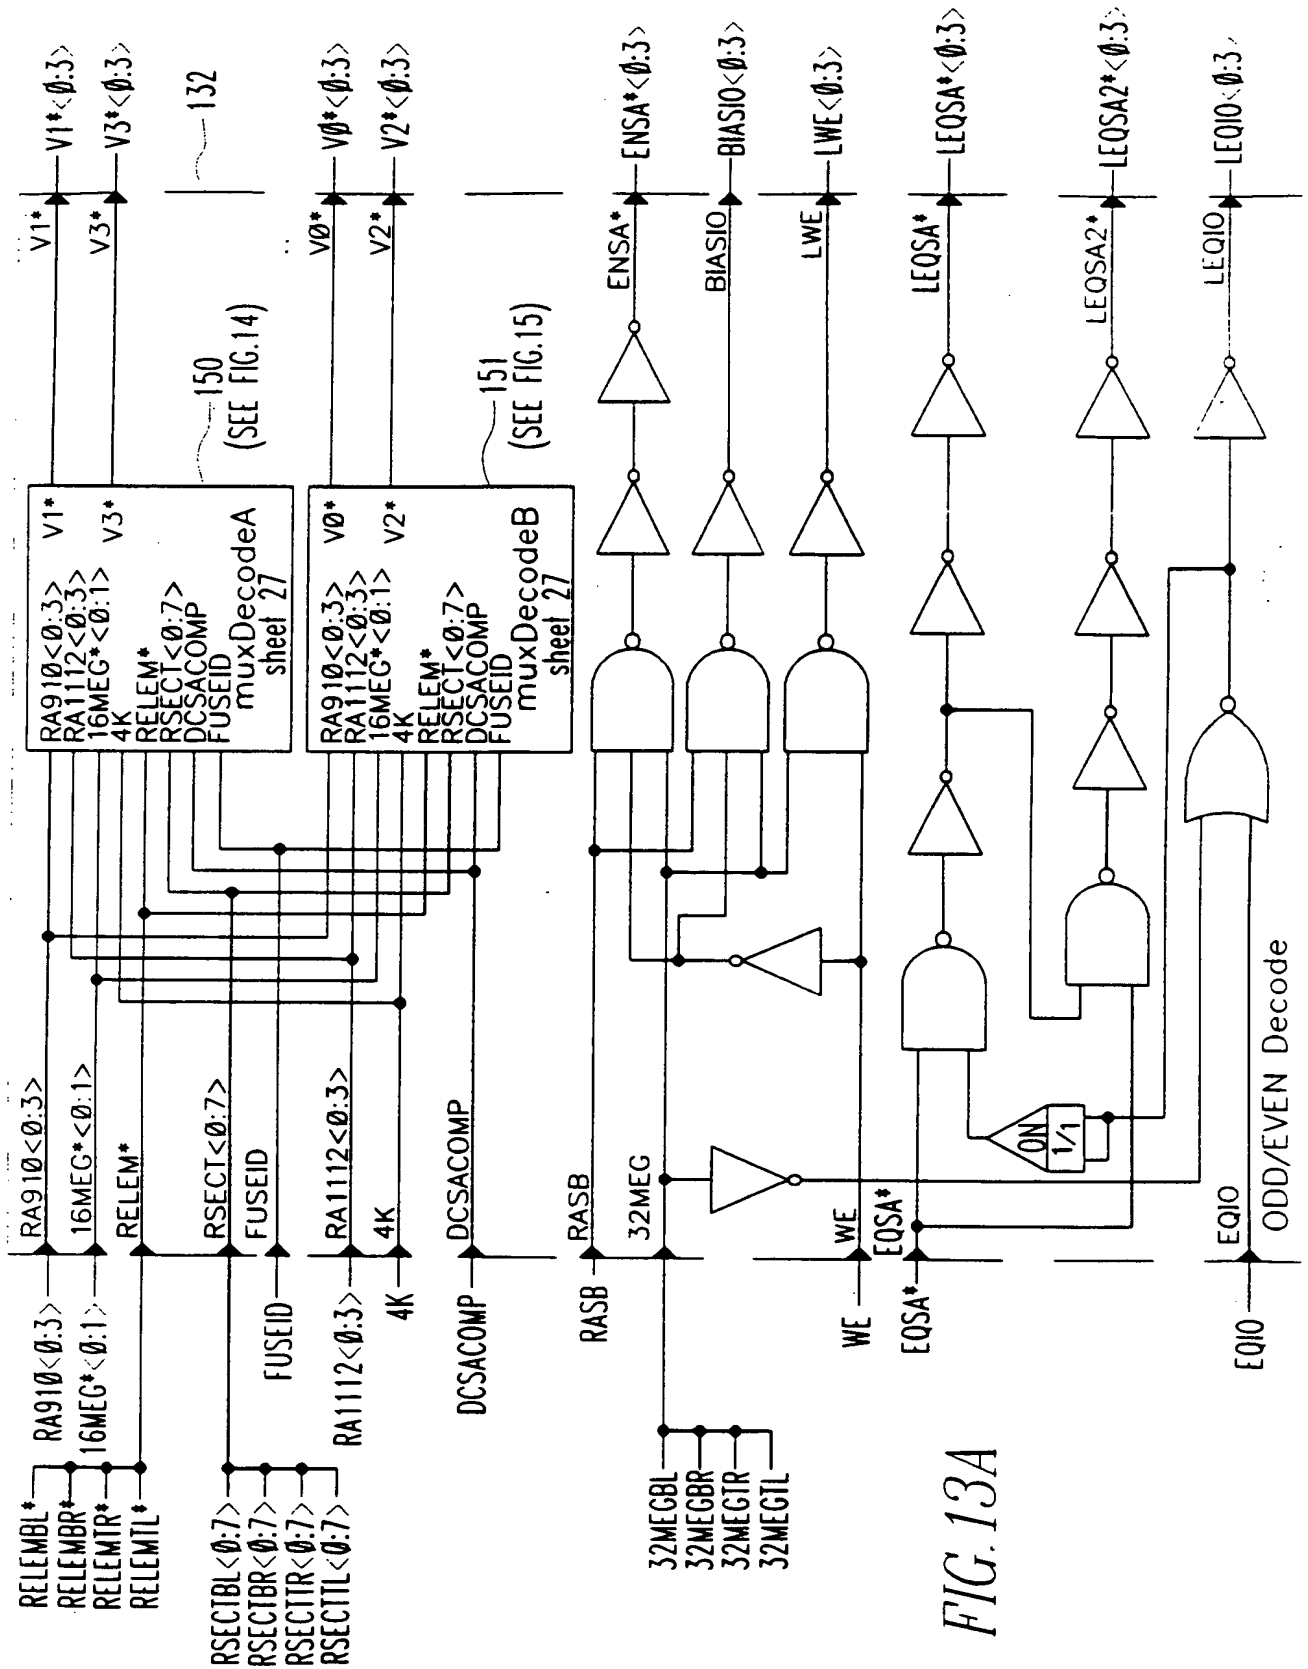 RELEMBL*
RELEMBR*
RELEMTR*
RELEMTL*
RSECTBL<0:7>
RSECTBR<0:7>
RSECTTR<0:7>
RSECTTL<0:7>
32MEGBL
32MEGBR
32MEGTR
32MEGTL
RA910<0:3>
16MEG*<0:1>
FUSEID
RA1112<0:3>
4K
DCSACOMP
RASB
WE
EQSA*
EQIO
RA910<0:3>
16MEG*<0:1>
RELEM*
RSECT<0:7>
FUSEID
RA1112<0:3>
4K
DCSACOMP
RASB
32MEG
WE
EQSA*
EQIO
ODD/EVEN Decode
ON
1/1
RA910<0:3>
RA1112<0:3>
16MEG*<0:1>
4K
RELEM*
RSECT<0:7>
DCSACOMP
FUSEID
muxDecodeA
sheet 27
V1*
V3*
150
(SEE FIG.14)
RA910<0:3>
RA1112<0:3>
16MEG*<0:1>
4K
RELEM*
RSECT<0:7>
DCSACOMP
FUSEID
muxDecodeB
sheet 27
V0*
V2*
151
(SEE FIG.15)
V1*
V3*
V0*
V2*
ENSA*
BIASIO
LWE
LEQSA*
LEQSA2*
LEQIO
V1*<0:3>
V3*<0:3>
132
V0*<0:3>
V2*<0:3>
ENSA*<0:3>
BIASIO<0:3>
LWE<0:3>
LEQSA*<0:3>
LEQSA2*<0:3>
LEQIO<0:3>
FIG. 13A